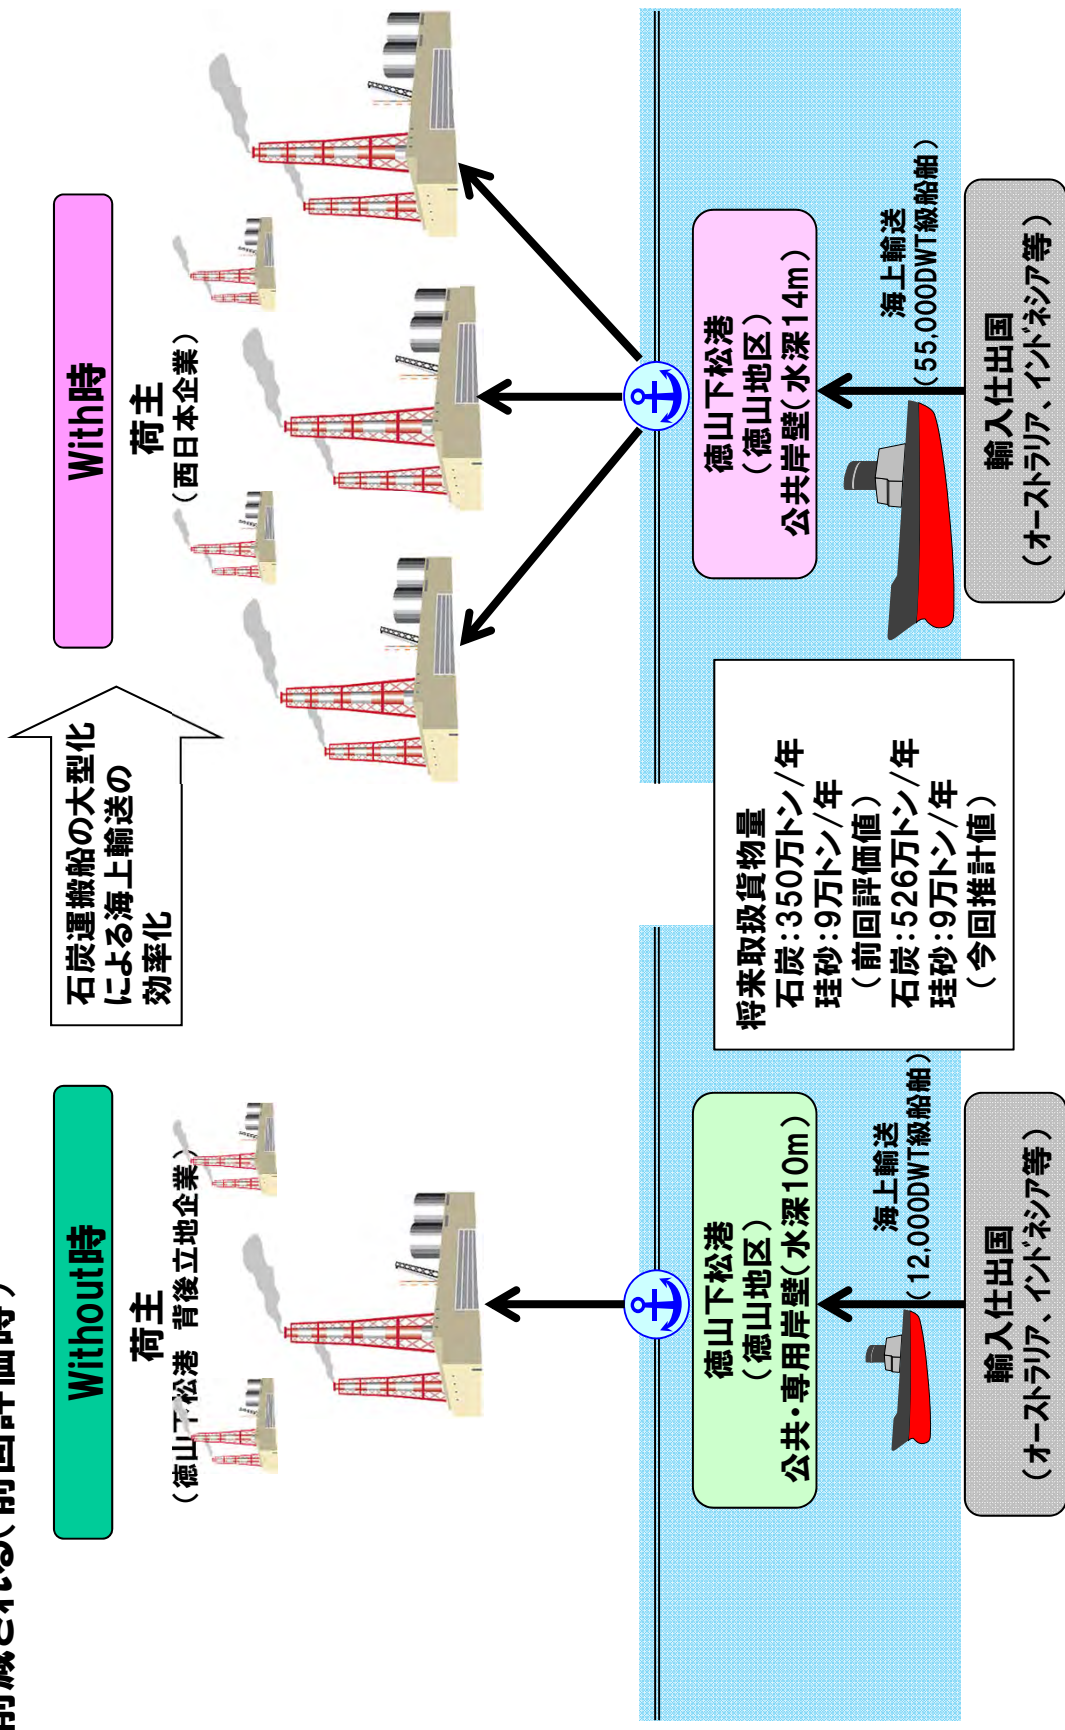 削減される(前回評価時)
Without時
荷主
(徳山下松港 背後立地企業)
徳山下松港
(徳山地区)
公共・専用岸壁(水深10m)
海上輸送
(12,000DWT級船舶)
輸入仕出国
(オーストラリア、インドネシア等)
石炭運搬船の大型化
による海上輸送の
効率化
将来取扱貨物量
石炭:350万トン/年
珪砂:9万トン/年
(前回評価値)
石炭:526万トン/年
珪砂:9万トン/年
(今回推計値)
With時
荷主
(西日本企業)
徳山下松港
(徳山地区)
公共岸壁(水深14m)
海上輸送
(55,000DWT級船舶)
輸入仕出国
(オーストラリア、インドネシア等)